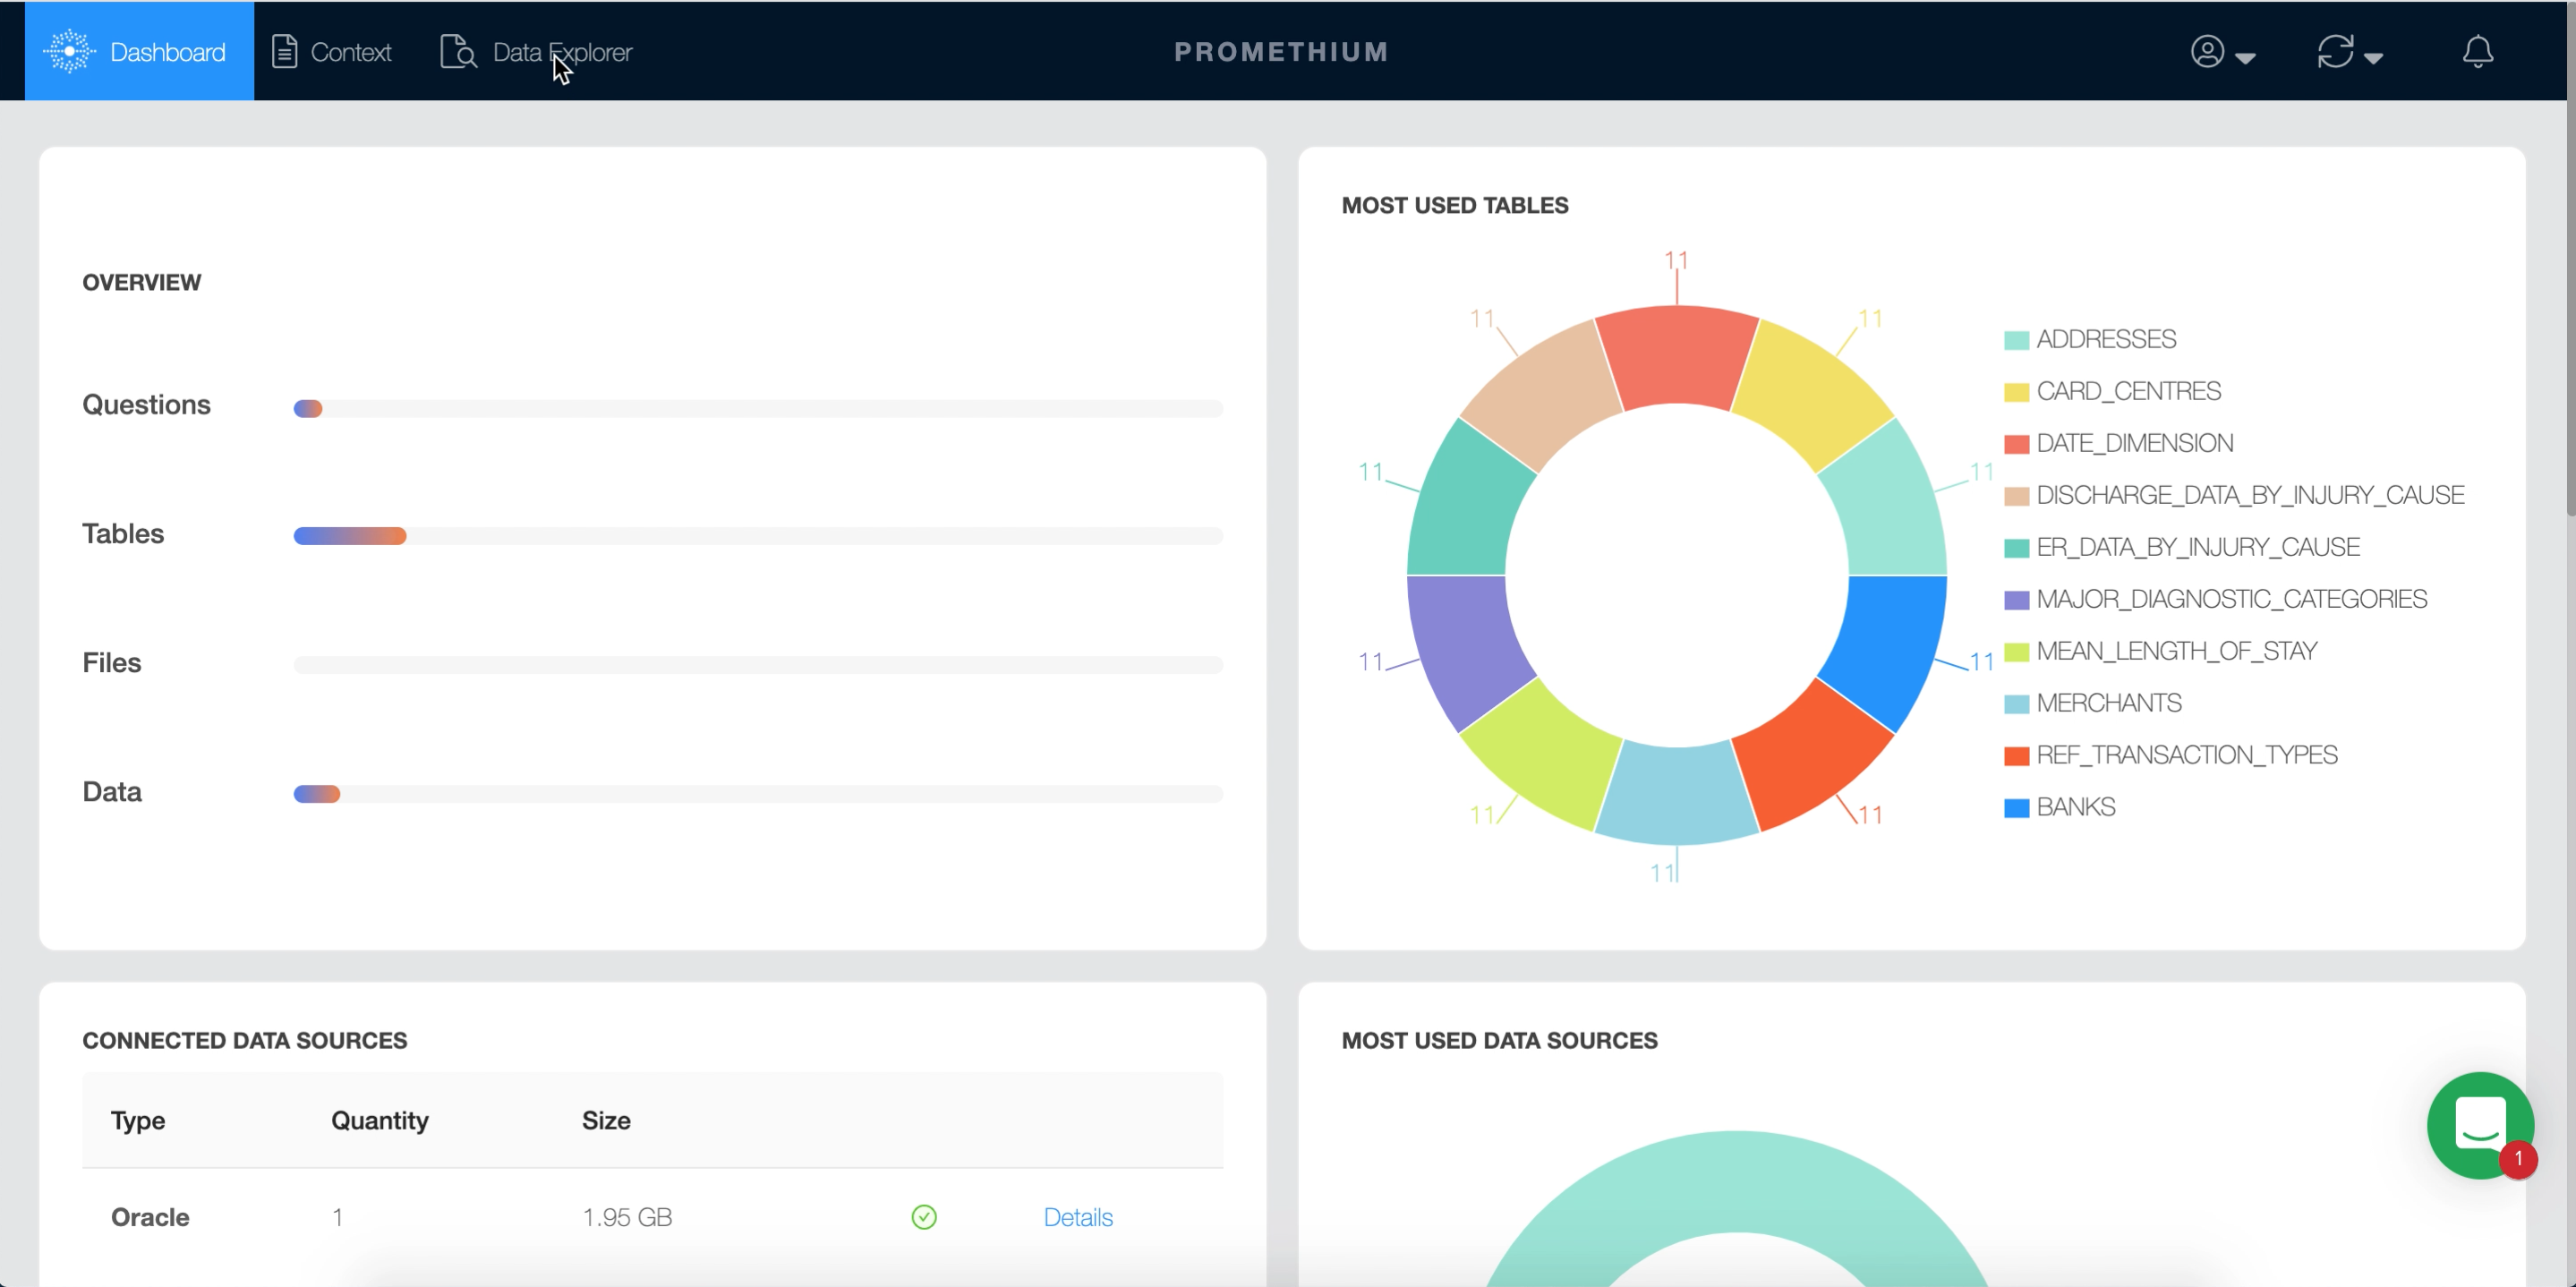 Dashboard Context Data Explorer PROMETHIUM
OVERVIEW
Questions
Tables
Files
Data
MOST USED TABLES
11
11
11
11
11
11
11
11
11
11
ADDRESSES
CARD_CENTRES
DATE_DIMENSION
DISCHARGE_DATA_BY_INJURY_CAUSE
ER_DATA_BY_INJURY_CAUSE
MAJOR_DIAGNOSTIC_CATEGORIES
MEAN_LENGTH_OF_STAY
MERCHANTS
REF_TRANSACTION_TYPES
BANKS
CONNECTED DATA SOURCES
Type Quantity Size
Oracle 1 1.95 GB Details
MOST USED DATA SOURCES
1